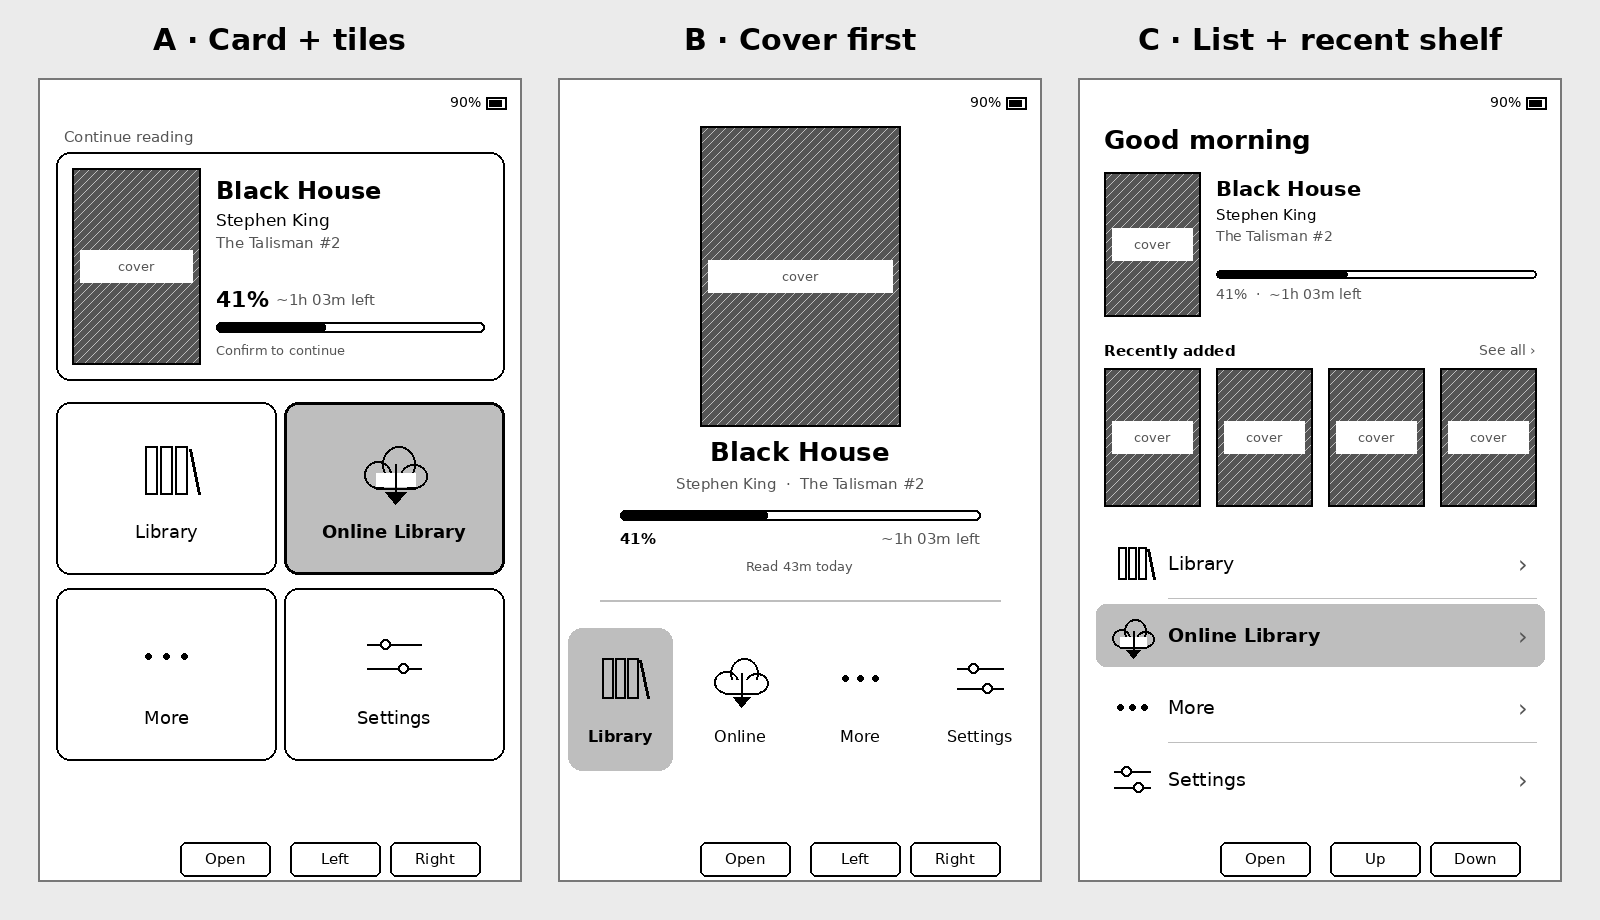 A · Card + tiles
90%
Continue reading
cover
Black House
Stephen King
The Talisman #2
41% ~1h 03m left
Confirm to continue
Library
Online Library
More
Settings
Open
Left
Right
B · Cover first
90%
cover
Black House
Stephen King · The Talisman #2
41%
~1h 03m left
Read 43m today
Library
Online
More
Settings
Open
Left
Right
C · List + recent shelf
90%
Good morning
cover
Black House
Stephen King
The Talisman #2
41% · ~1h 03m left
Recently added
See all ›
cover
cover
cover
cover
Library ›
Online Library ›
More ›
Settings ›
Open
Up
Down